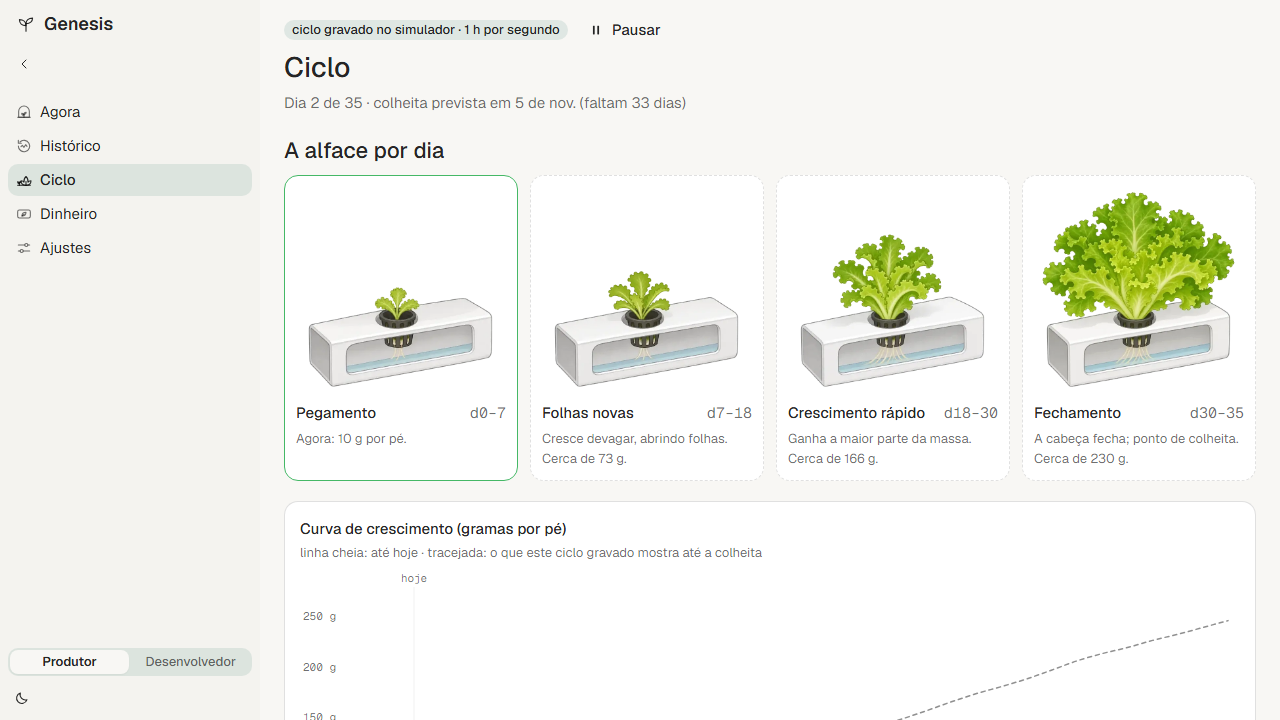 Genesis
Agora
Histórico
Ciclo
Dinheiro
Ajustes
Produtor
Desenvolvedor
ciclo gravado no simulador · 1 h por segundo
Pausar
Ciclo
Dia 2 de 35 · colheita prevista em 5 de nov. (faltam 33 dias)
A alface por dia
Pegamento d0–7
Agora: 10 g por pé.
Folhas novas d7–18
Cresce devagar, abrindo folhas.
Cerca de 73 g.
Crescimento rápido d18–30
Ganha a maior parte da massa.
Cerca de 166 g.
Fechamento d30–35
A cabeça fecha; ponto de colheita.
Cerca de 230 g.
Curva de crescimento (gramas por pé)
linha cheia: até hoje · tracejada: o que este ciclo gravado mostra até a colheita
hoje
250 g
200 g
150 g